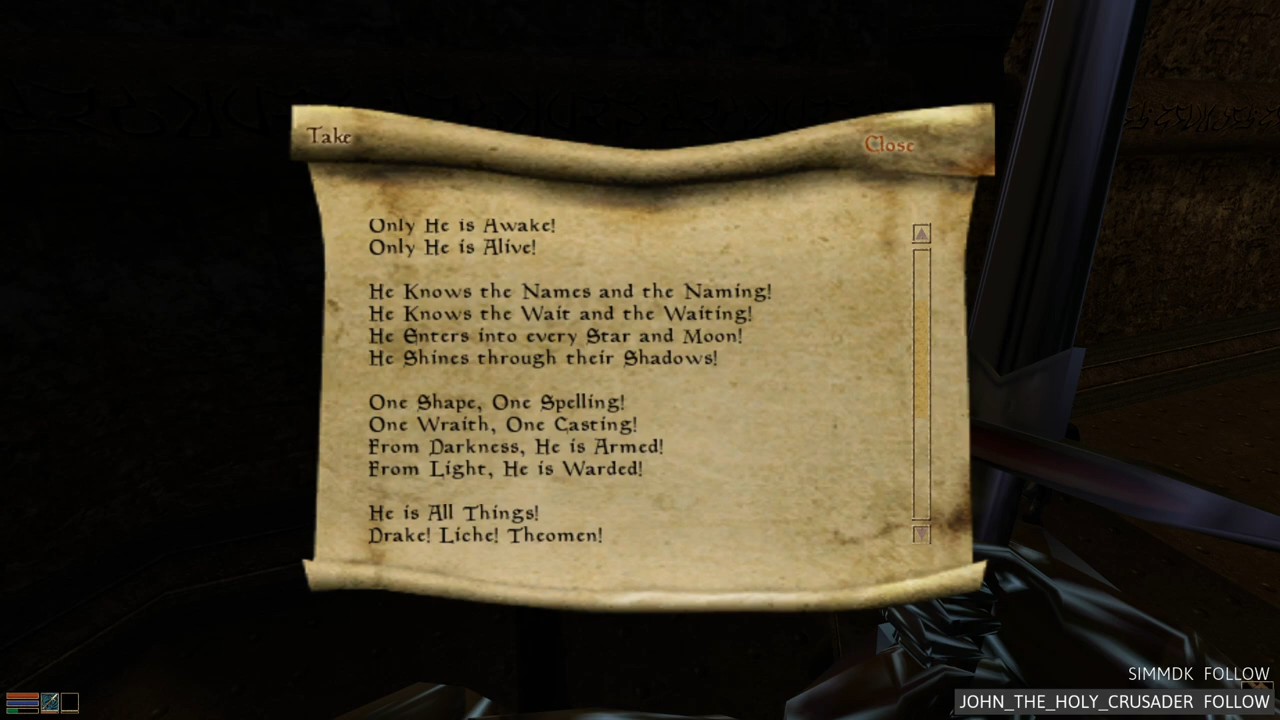 Take
Close
Only He is Awake!
Only He is Alive!
He Knows the Names and the Naming!
He Knows the Wait and the Waiting!
He Enters into every Star and Moon!
He Shines through their Shadows!
One Shape, One Spelling!
One Wraith, One Casting!
From Darkness, He is Armed!
From Light, He is Warded!
He is All Things!
Drake! Liche! Theomen!
SIMMDK FOLLOW
JOHN_THE_HOLY_CRUSADER FOLLOW